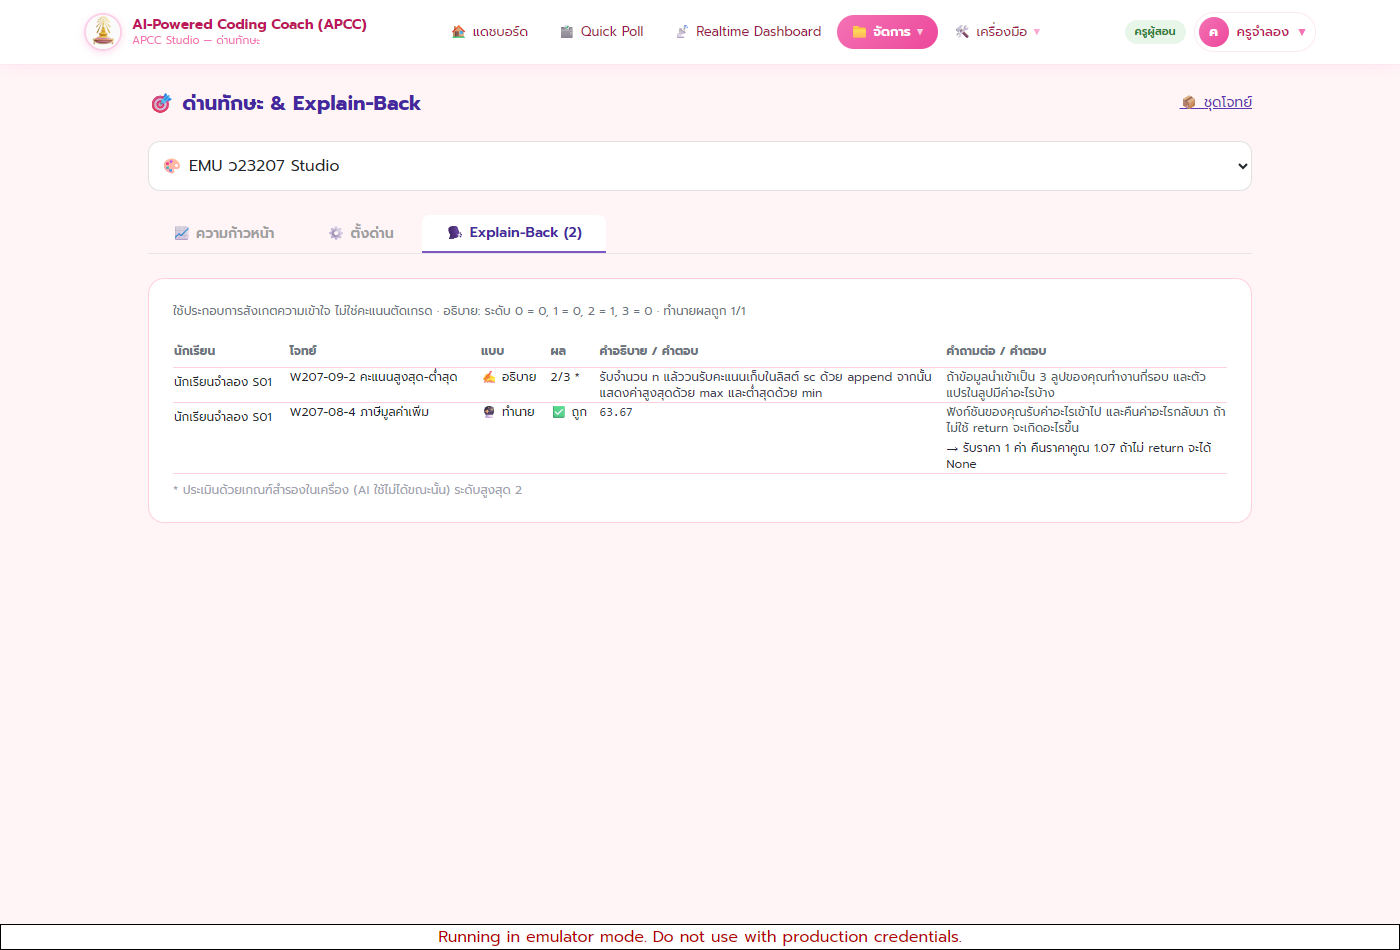 AI-Powered Coding Coach (APCC)
APCC Studio — ด่านทักษะ
แดชบอร์ด
Quick Poll
Realtime Dashboard
จัดการ ▾
เครื่องมือ ▾
ครูผู้สอน
ค ครูจำลอง ▾
ด่านทักษะ & Explain-Back
ชุดโจทย์
EMU ว23207 Studio
ความก้าวหน้า
ตั้งด่าน
Explain-Back (2)
ใช้ประกอบการสังเกตความเข้าใจ ไม่ใช่คะแนนตัดเกรด · อธิบาย: ระดับ 0 = 0, 1 = 0, 2 = 1, 3 = 0 · ทำนายผลถูก 1/1
นักเรียน โจทย์ แบบ ผล คำอธิบาย / คำตอบ คำถามต่อ / คำตอบ
นักเรียนจำลอง S01
W207-09-2 คะแนนสูงสุด-ต่ำสุด
อธิบาย
2/3 *
รับจำนวน n แล้ววนรับคะแนนเก็บในลิสต์ sc ด้วย append จากนั้น
แสดงค่าสูงสุดด้วย max และต่ำสุดด้วย min
ถ้าข้อมูลนำเข้าเป็น 3 ลูปของคุณทำงานกี่รอบ และตัว
แปรในลูปมีค่าอะไรบ้าง
นักเรียนจำลอง S01
W207-08-4 ภาษีมูลค่าเพิ่ม
ทำนาย
ถูก
63.67
ฟังก์ชันของคุณรับค่าอะไรเข้าไป และคืนค่าอะไรกลับมา ถ้า
ไม่ใช้ return จะเกิดอะไรขึ้น
→ รับราคา 1 ค่า คืนราคาคูณ 1.07 ถ้าไม่ return จะได้
None
* ประเมินด้วยเกณฑ์สำรองในเครื่อง (AI ใช้ไม่ได้ขณะนั้น) ระดับสูงสุด 2
Running in emulator mode. Do not use with production credentials.